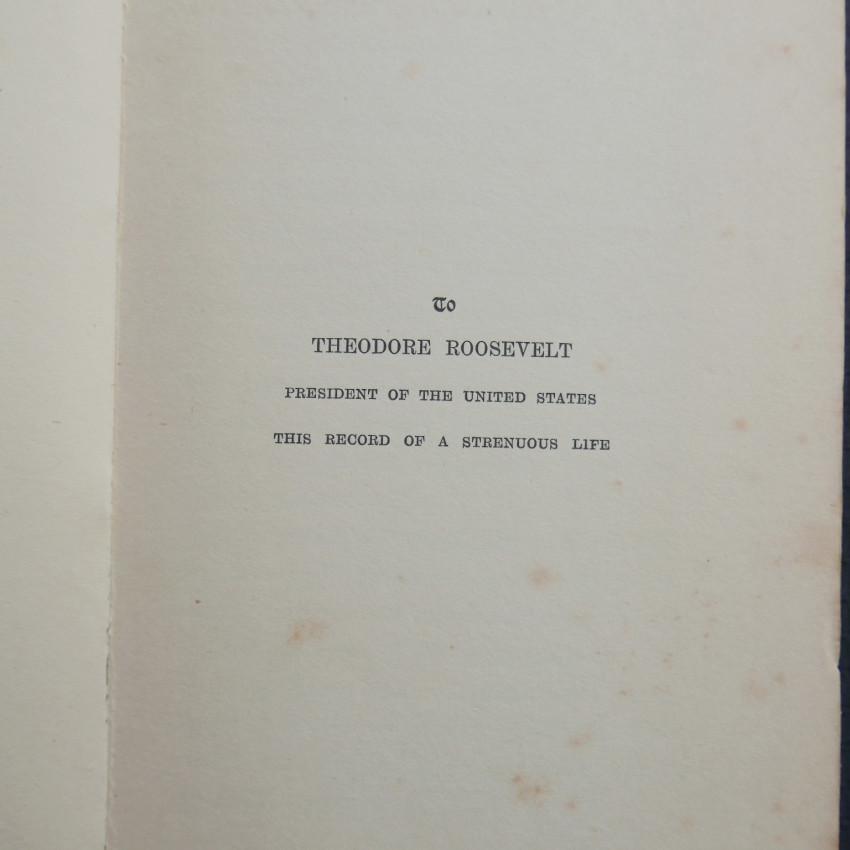 To
THEODORE ROOSEVELT
PRESIDENT OF THE UNITED STATES
THIS RECORD OF A STRENUOUS LIFE